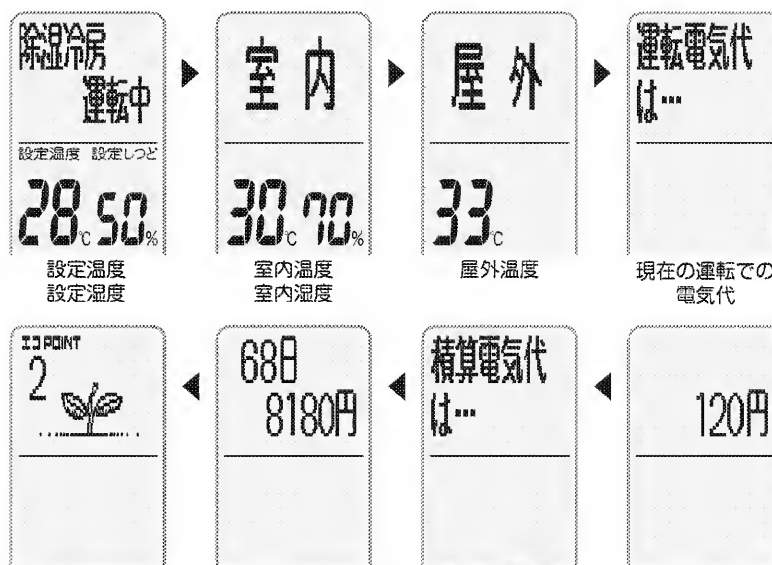 除湿冷房
運転中
設定温度 設定しつど
28℃ 50%
設定温度
設定湿度
室内
30℃ 70%
室内温度
室内湿度
屋外
33℃
屋外温度
運転電気代
は…
現在の運転での
電気代
120円
積算電気代
は…
68日
8180円
エコPOINT
2